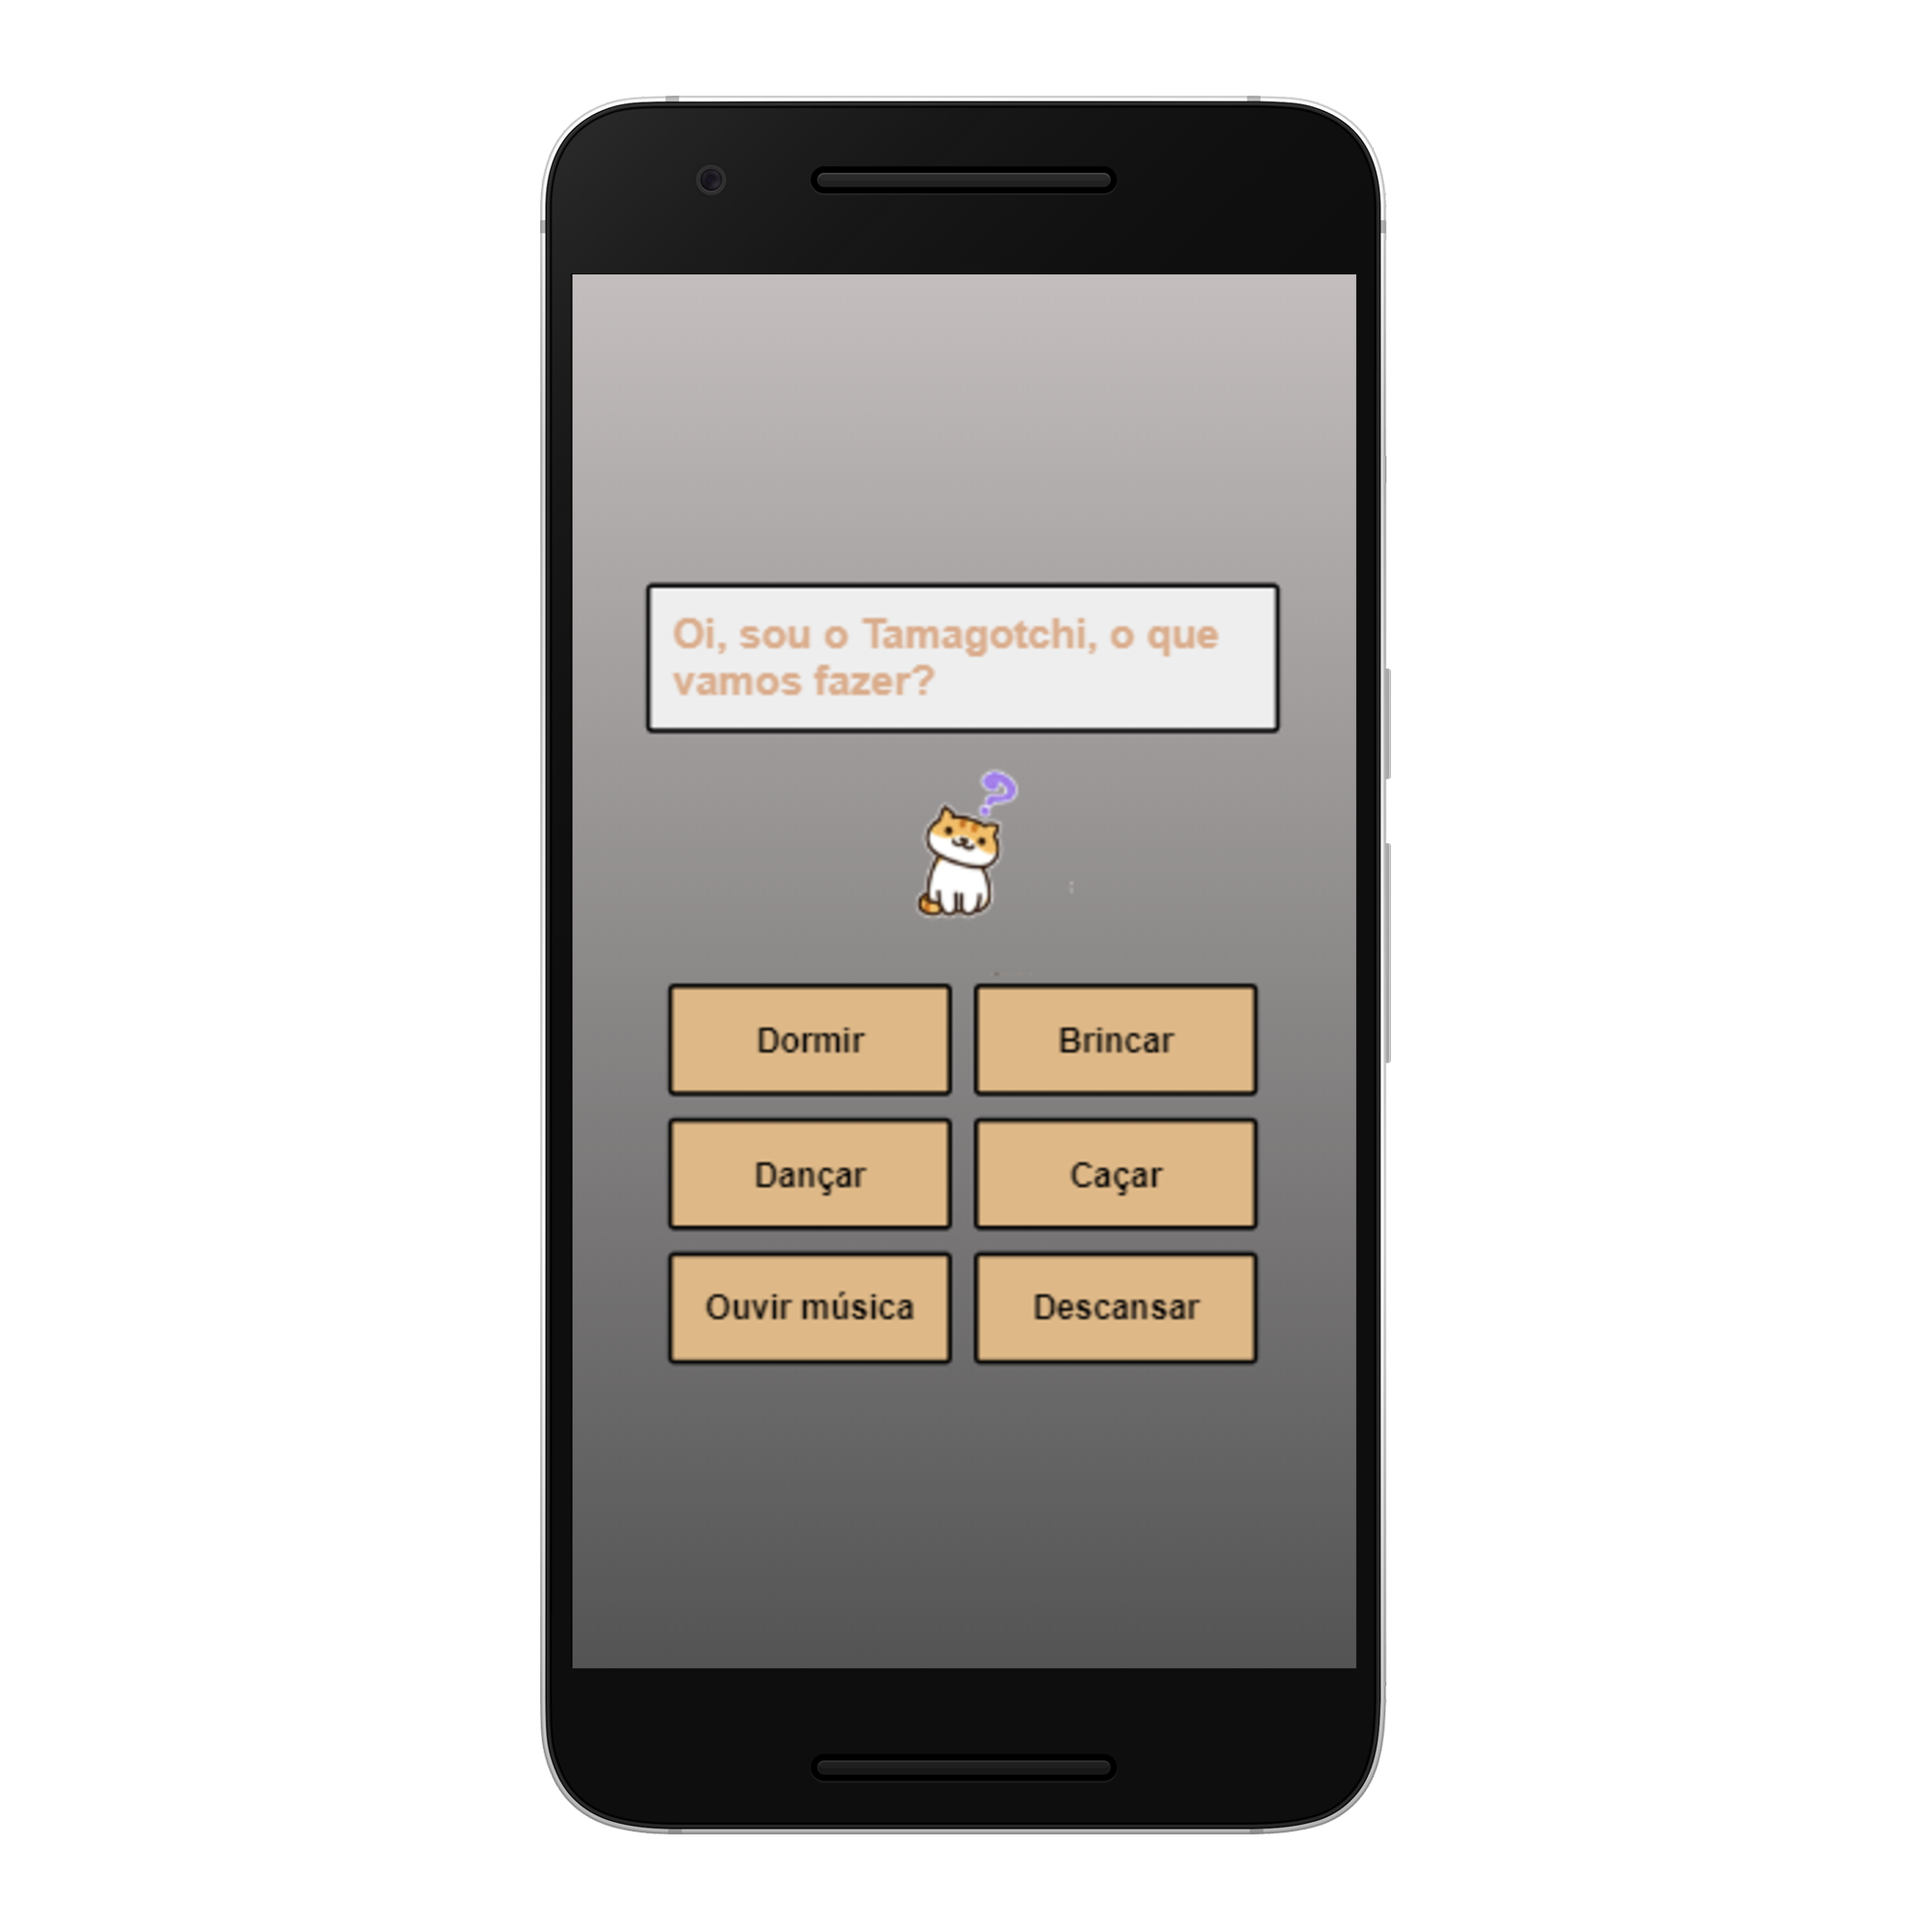 Oi, sou o Tamagotchi, o que
vamos fazer?
?
Dormir
Brincar
Dançar
Caçar
Ouvir música
Descansar